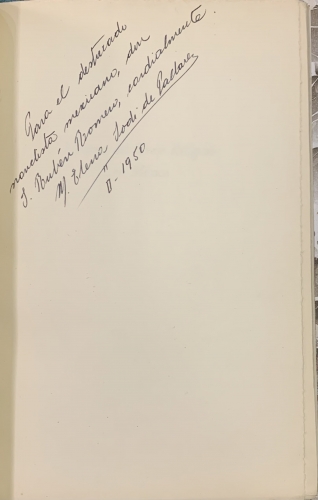 Para el destacado
novelista mexicano, don
J. Rubén Romero, cordialmente.
M. Elena Sodi de Pallares
II-1950